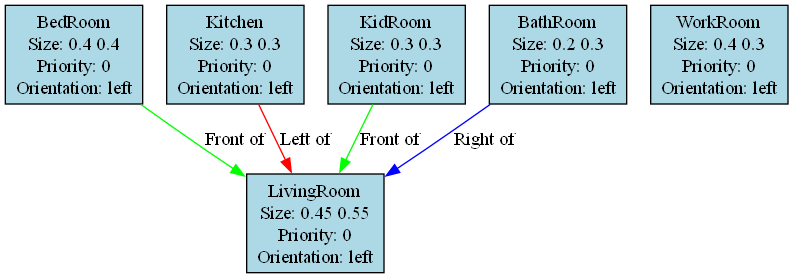 BedRoom
Size: 0.4 0.4
Priority: 0
Orientation: left
Kitchen
Size: 0.3 0.3
Priority: 0
Orientation: left
KidRoom
Size: 0.3 0.3
Priority: 0
Orientation: left
BathRoom
Size: 0.2 0.3
Priority: 0
Orientation: left
WorkRoom
Size: 0.4 0.3
Priority: 0
Orientation: left
Front of
Left of
Front of
Right of
LivingRoom
Size: 0.45 0.55
Priority: 0
Orientation: left